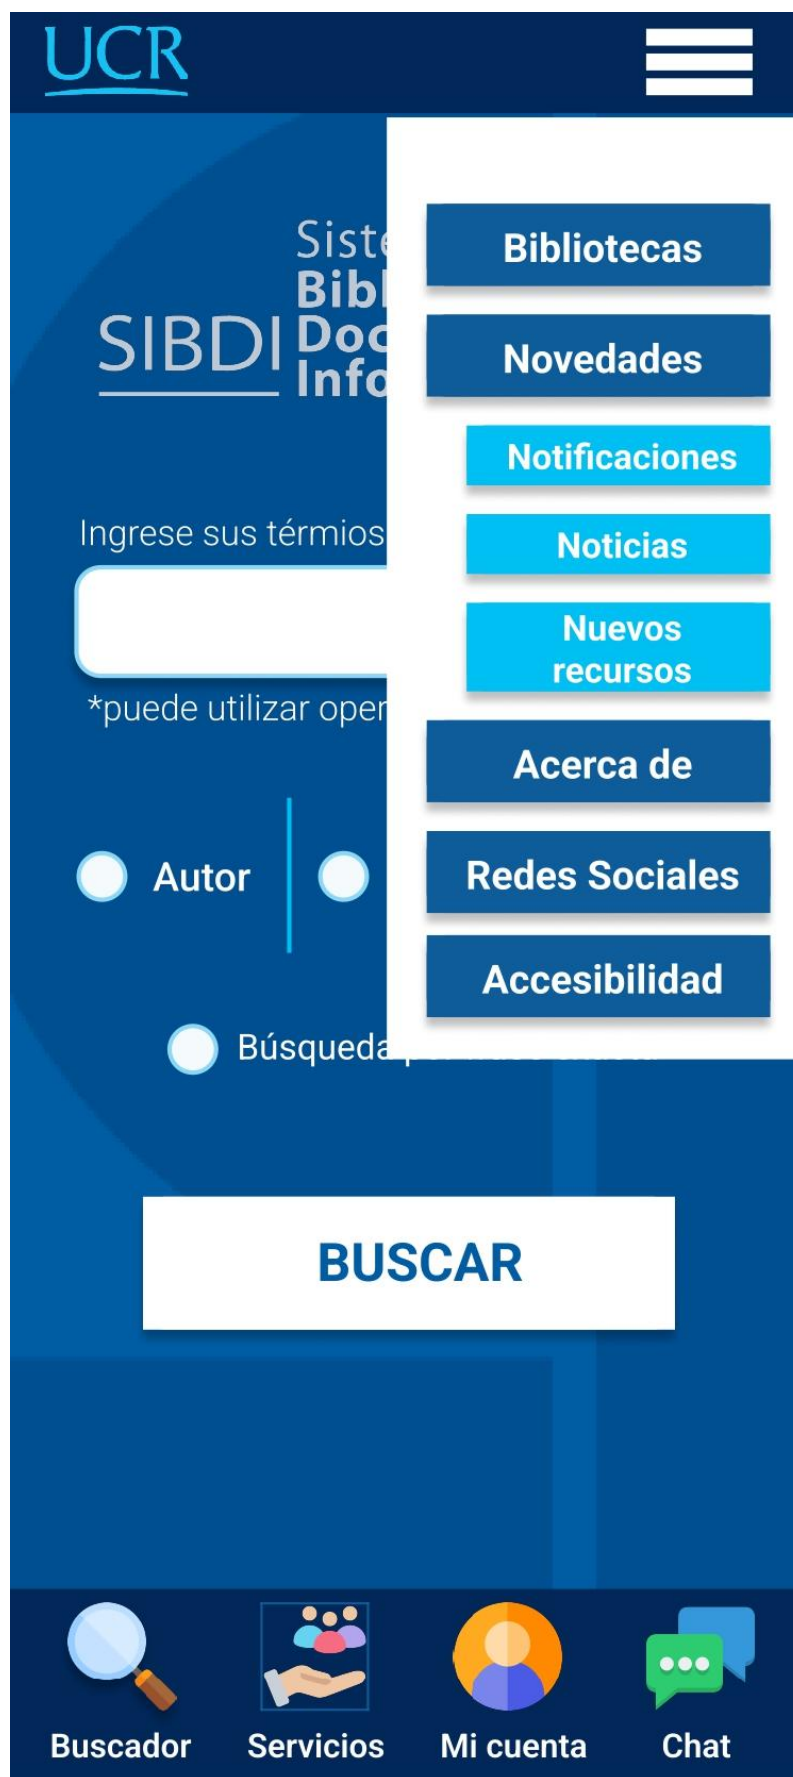 UCR
Bibliotecas
Novedades
Notificaciones
Noticias
Nuevos
recursos
Acerca de
Redes Sociales
Accesibilidad
SIBDI
Siste
Bibl
Doc
Info
Ingrese sus térmios
*puede utilizar oper
Autor
Búsqueda
BUSCAR
Buscador
Servicios
Mi cuenta
Chat